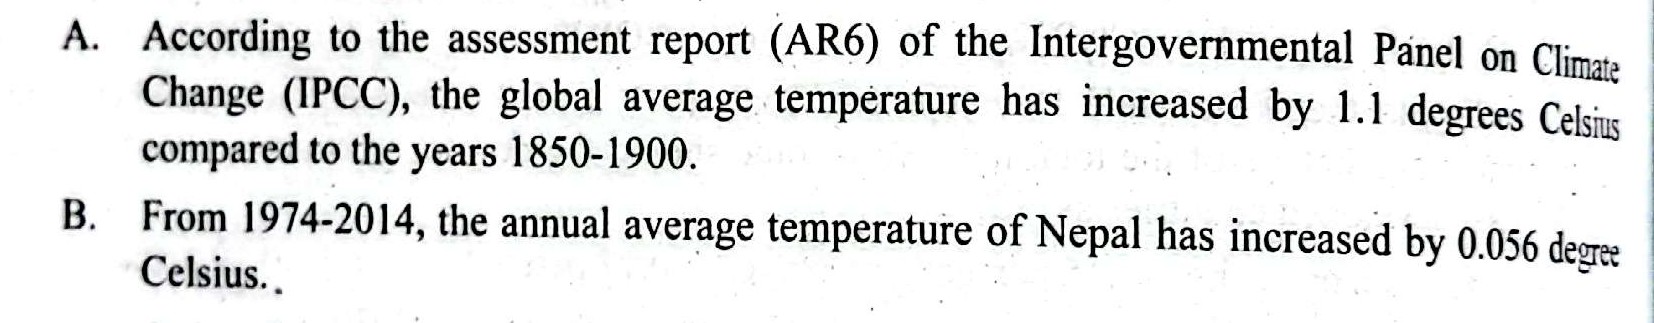 A. According to the assessment report (AR6) of the Intergovernmental Panel on Climate
Change (IPCC), the global average temperature has increased by 1.1 degrees Celsius
compared to the years 1850-1900.
B. From 1974-2014, the annual average temperature of Nepal has increased by 0.056 degree
Celsius..